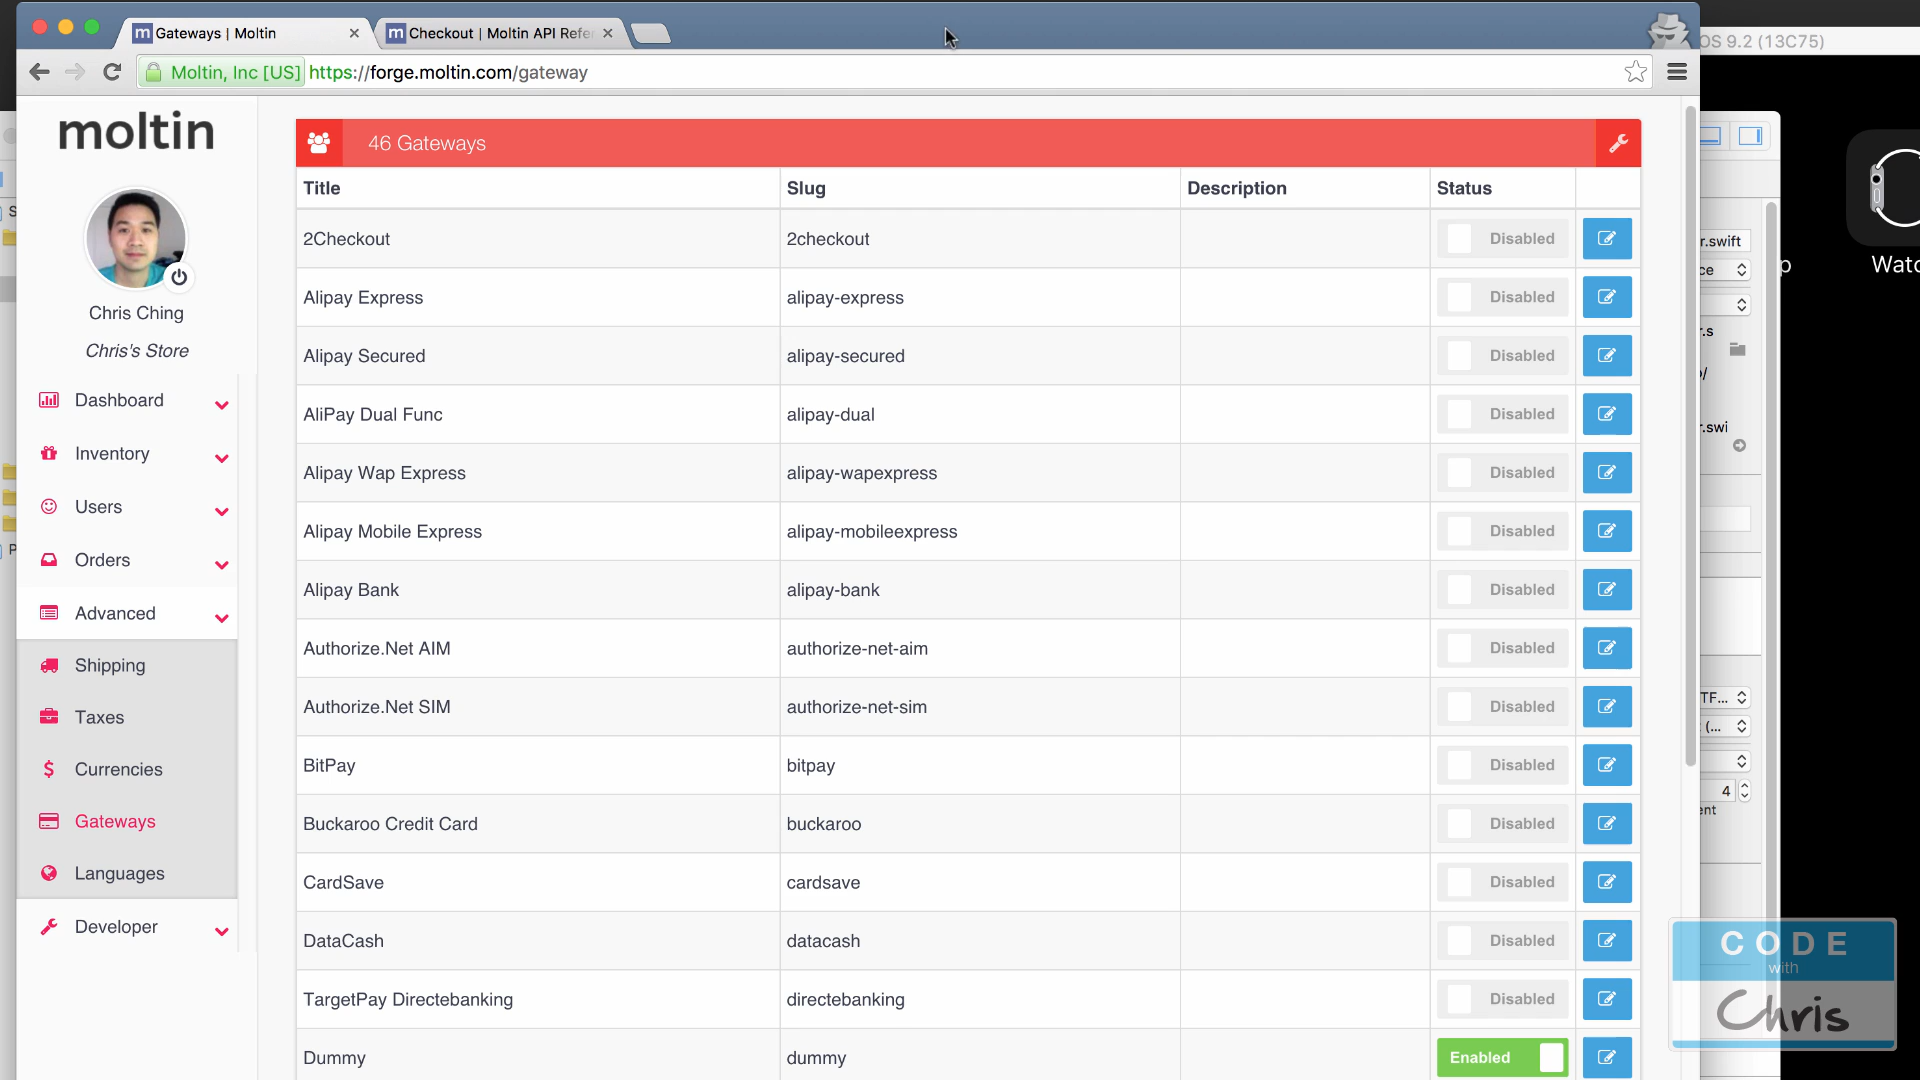 Gateways | Moltin
Checkout | Moltin API Refe
OS 9.2 (13C75)
Moltin, Inc [US] https://forge.moltin.com/gateway
moltin
Chris Ching
Chris's Store
Dashboard
Inventory
Users
Orders
Advanced
Shipping
Taxes
Currencies
Gateways
Languages
Developer
46 Gateways
Title Slug Description Status
2Checkout 2checkout Disabled
Alipay Express alipay-express Disabled
Alipay Secured alipay-secured Disabled
AliPay Dual Func alipay-dual Disabled
Alipay Wap Express alipay-wapexpress Disabled
Alipay Mobile Express alipay-mobileexpress Disabled
Alipay Bank alipay-bank Disabled
Authorize.Net AIM authorize-net-aim Disabled
Authorize.Net SIM authorize-net-sim Disabled
BitPay bitpay Disabled
Buckaroo Credit Card buckaroo Disabled
CardSave cardsave Disabled
DataCash datacash Disabled
TargetPay Directebanking directebanking Disabled
Dummy dummy Enabled
r.swift
ce
p
Watc
r.s
/
r.swi
TF...
(...
4
ent
CODE
with
Chris